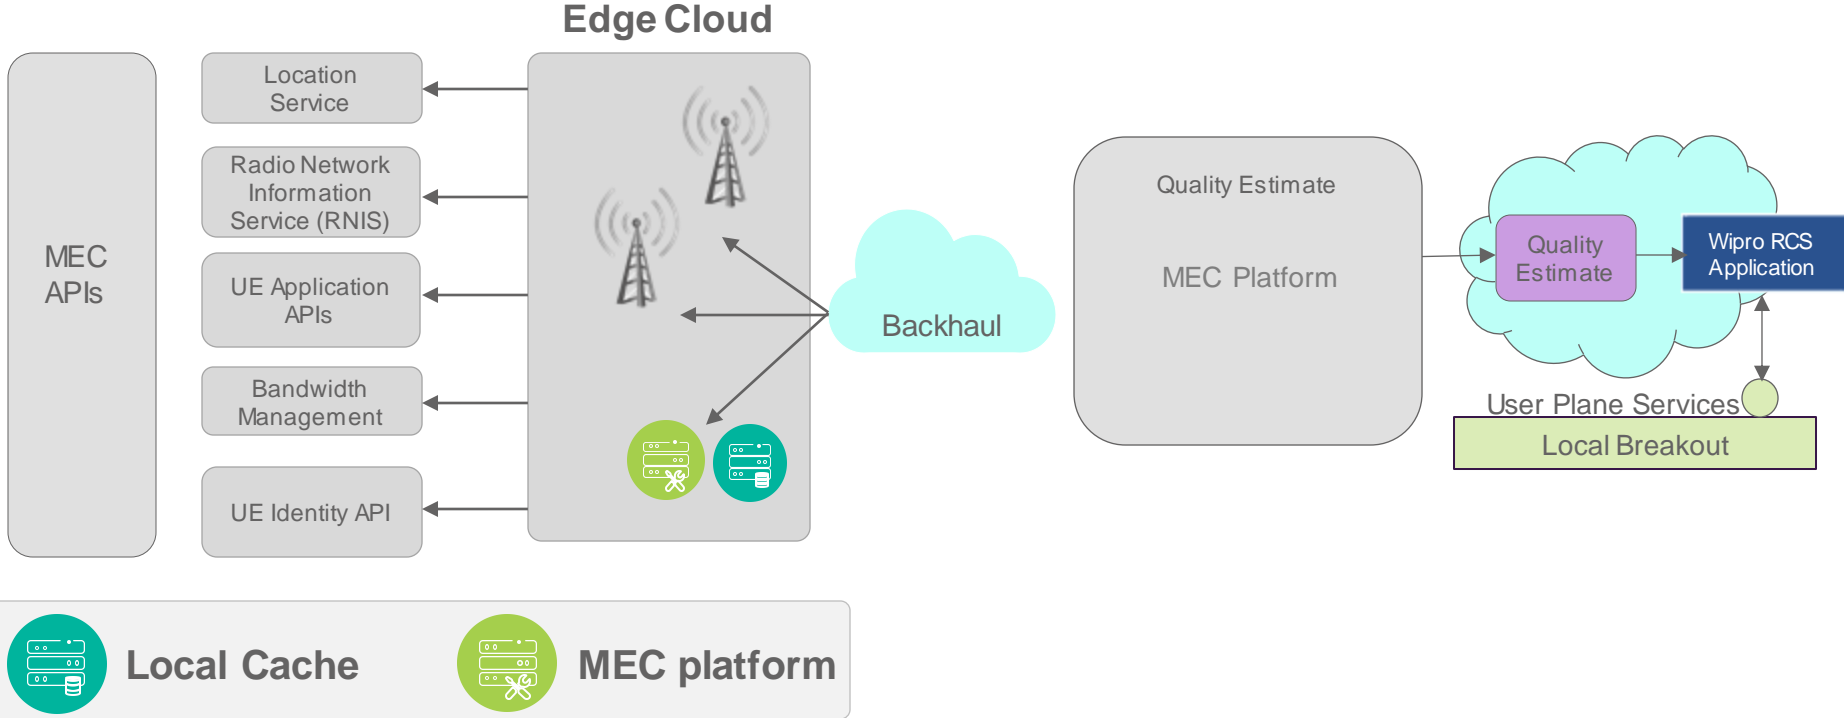 Edge Cloud
MEC
APIs
Location
Service
Radio Network
Information
Service (RNIS)
UE Application
APIs
Bandwidth
Management
UE Identity API
Backhaul
Quality Estimate
MEC Platform
Quality
Estimate
Wipro RCS
Application
User Plane Services
Local Breakout
Local Cache
MEC platform